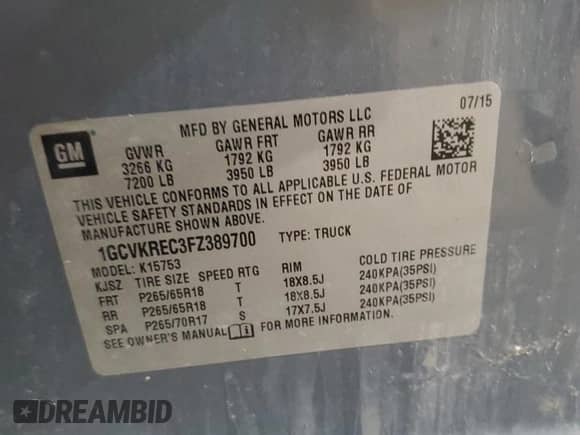 GM
MFD BY GENERAL MOTORS LLC
07/15
GVWR GAWR FRT GAWR RR
3266 KG 1792 KG 1792 KG
7200 LB 3950 LB 3950 LB
THIS VEHICLE CONFORMS TO ALL APPLICABLE U.S. FEDERAL MOTOR
VEHICLE SAFETY STANDARDS IN EFFECT ON THE DATE OF
MANUFACTURE SHOWN ABOVE.
1GCVKREC3FZ389700 TYPE: TRUCK
MODEL: K15753
KJSZ TIRE SIZE SPEED RTG RIM COLD TIRE PRESSURE
FRT P265/65R18 T 18X8.5J 240KPA(35PSI)
RR P265/65R18 T 18X8.5J 240KPA(35PSI)
SPA P265/70R17 S 17X7.5J 240KPA(35PSI)
SEE OWNER'S MANUAL i FOR MORE INFORMATION.
DREAMBID